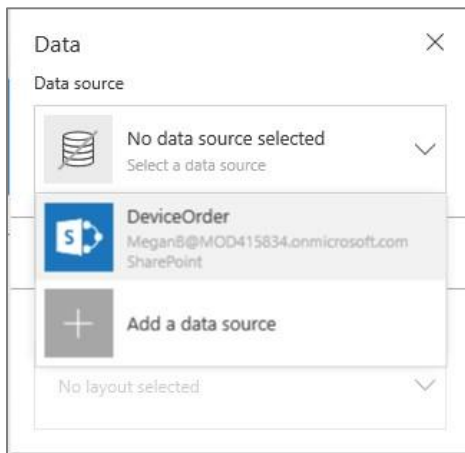 Data
Data source
No data source selected
Select a data source
DeviceOrder
MeganB@MOD415834.onmicrosoft.com
SharePoint
Add a data source
No layout selected